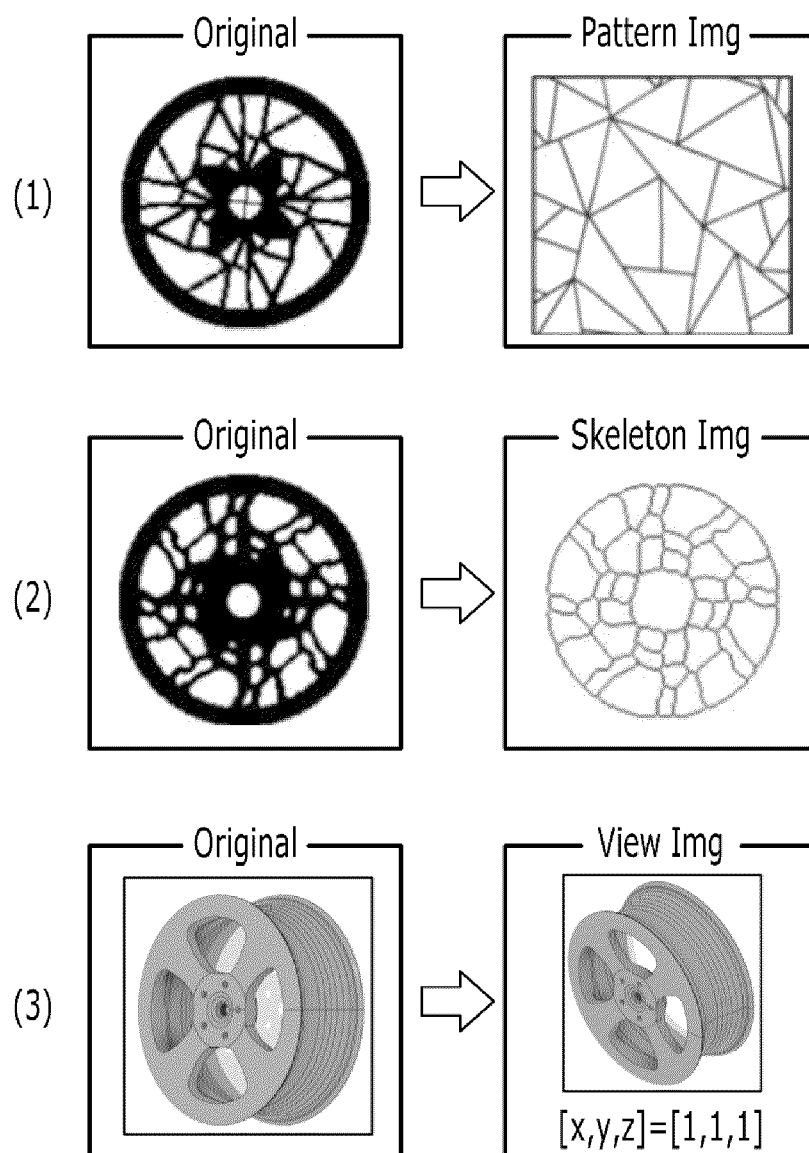 Original
Pattern Img
(1)
Original
Skeleton Img
(2)
Original
View Img
(3)
[x,y,z]=[1,1,1]